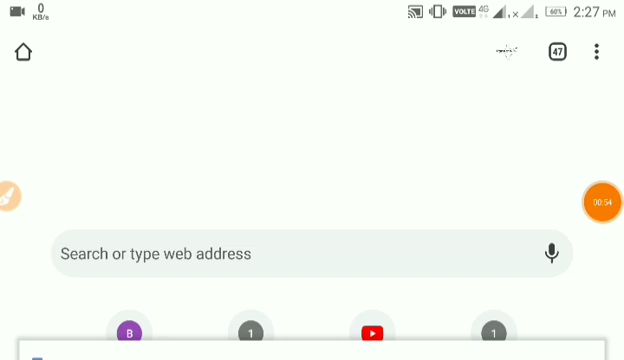 0
KB/s
VOLTE 4G 60% 2:27 PM
47
00:54
Search or type web address
B 1 1